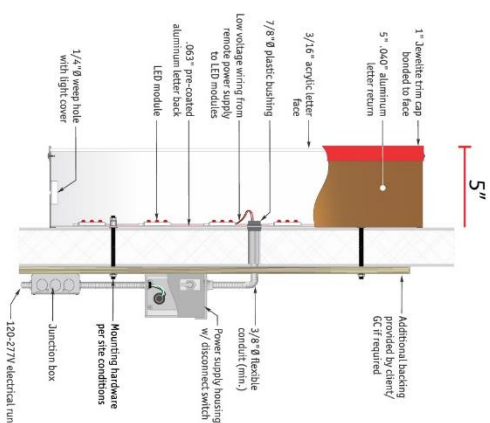 1" Jewelite trim cap
bonded to face
5" .040" aluminum
letter return
3/16" acrylic letter
face
7/8"Ø plastic bushing
Low voltage wiring from
remote power supply
to LED modules
.063" pre-coated
aluminum letter back
LED module
1/4"Ø weep hole
with light cover
5"
Additional backing
provided by client/
GC if required
3/8"Ø flexible
conduit (min.)
Power supply housing
w/ disconnect switch
Mounting hardware
per site conditions
Junction box
120-277V electrical run